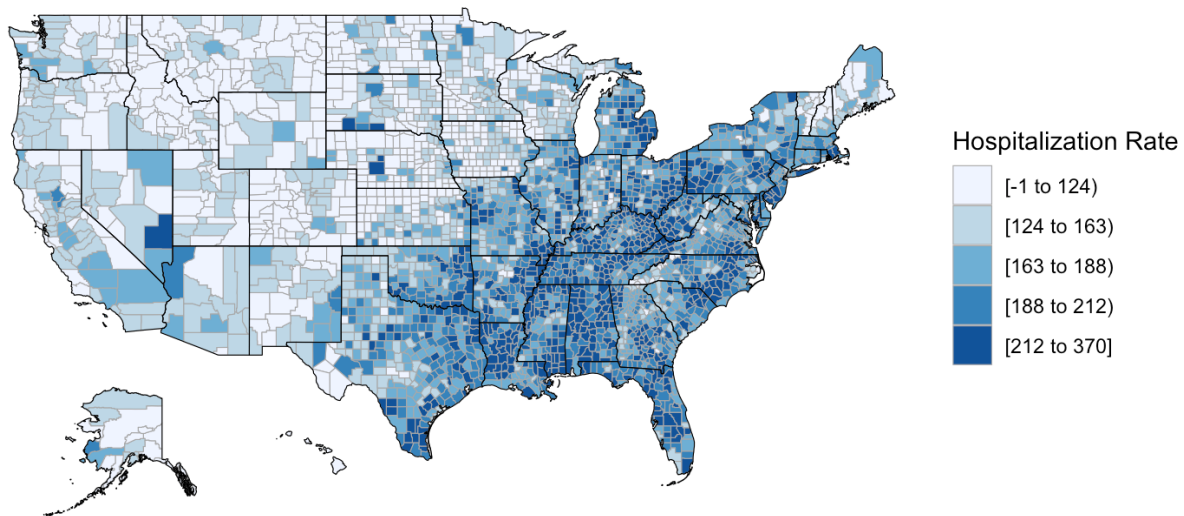 Hospitalization Rate
[-1 to 124)
[124 to 163)
[163 to 188)
[188 to 212)
[212 to 370]